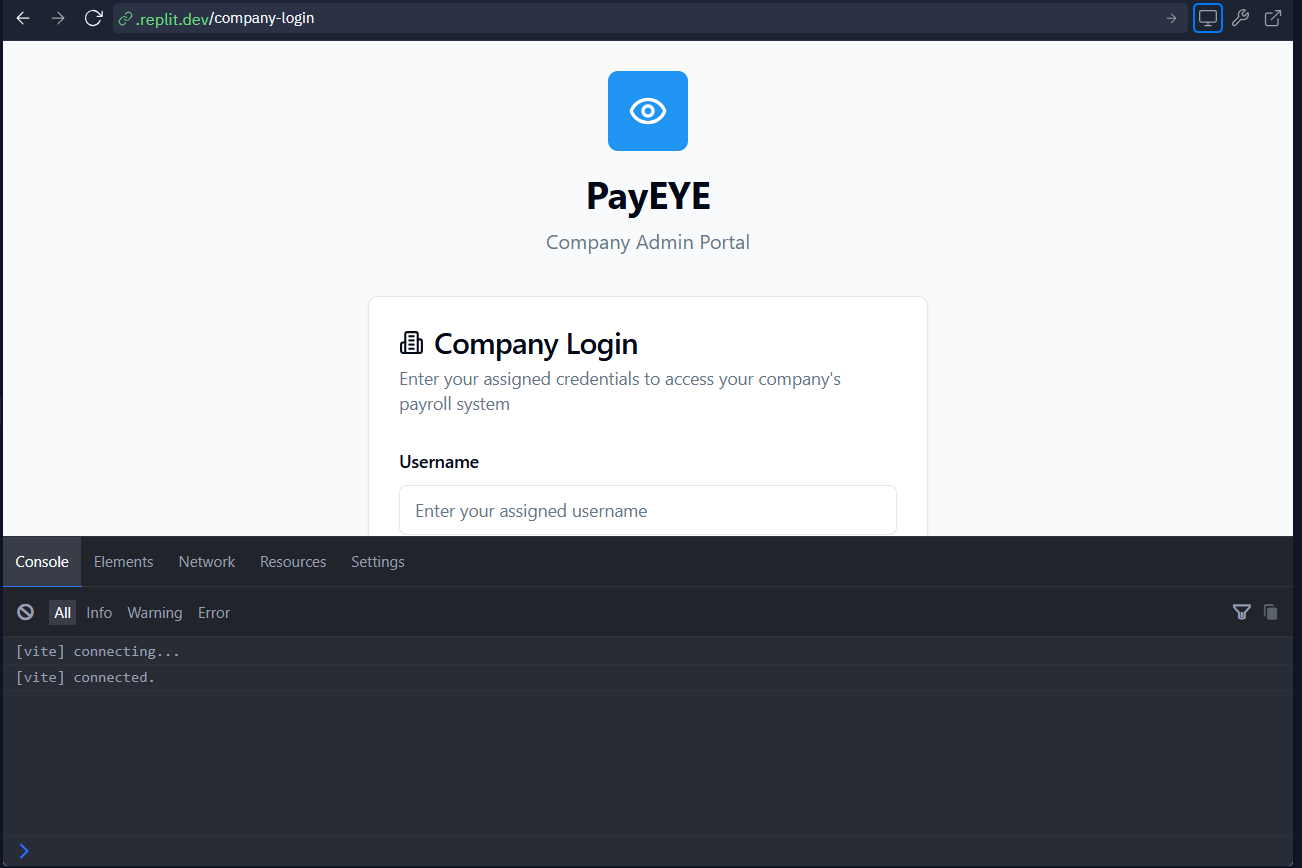 .replit.dev/company-login
PayEYE
Company Admin Portal
Company Login
Enter your assigned credentials to access your company's
payroll system
Username
Enter your assigned username
Console Elements Network Resources Settings
All Info Warning Error
[vite] connecting...
[vite] connected.